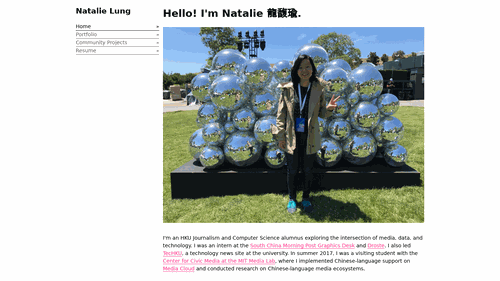 Natalie Lung
Home
Portfolio
Community Projects
Resume
Hello! I'm Natalie 龍馥瑜.
I'm an HKU Journalism and Computer Science alumnus exploring the intersection of media, data, and
technology. I was an intern at the South China Morning Post Graphics Desk and Droste. I also led
TecHKU, a technology news site at the university. In summer 2017, I was a visiting student with the
Center for Civic Media at the MIT Media Lab, where I implemented Chinese-language support on
Media Cloud and conducted research on Chinese-language media ecosystems.